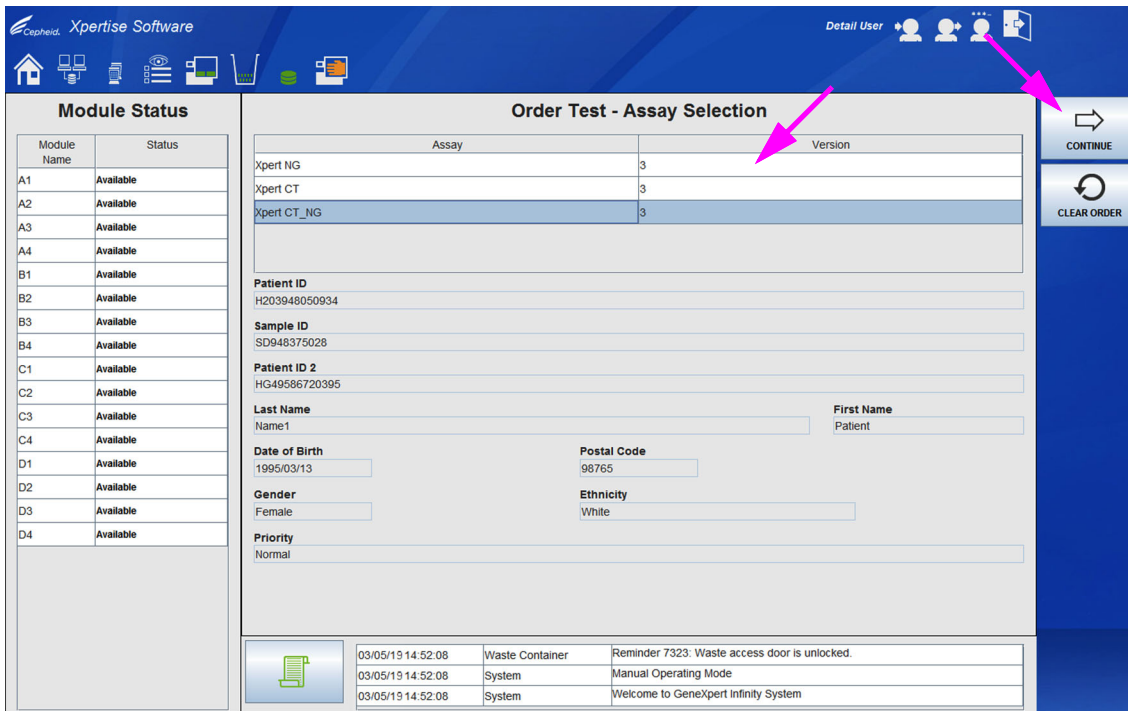 Cepheid. Xpertise Software
Detail User
Module Status
Module Name Status
A1 Available
A2 Available
A3 Available
A4 Available
B1 Available
B2 Available
B3 Available
B4 Available
C1 Available
C2 Available
C3 Available
C4 Available
D1 Available
D2 Available
D3 Available
D4 Available
Order Test - Assay Selection
Assay Version
Xpert NG 3
Xpert CT 3
Xpert CT_NG 3
Patient ID
H203948050934
Sample ID
SD948375028
Patient ID 2
HG49586720395
Last Name First Name
Name1 Patient
Date of Birth Postal Code
1995/03/13 98765
Gender Ethnicity
Female White
Priority
Normal
03/05/19 14:52:08 Waste Container Reminder 7323: Waste access door is unlocked.
03/05/19 14:52:08 System Manual Operating Mode
03/05/19 14:52:08 System Welcome to GeneXpert Infinity System
CONTINUE
CLEAR ORDER